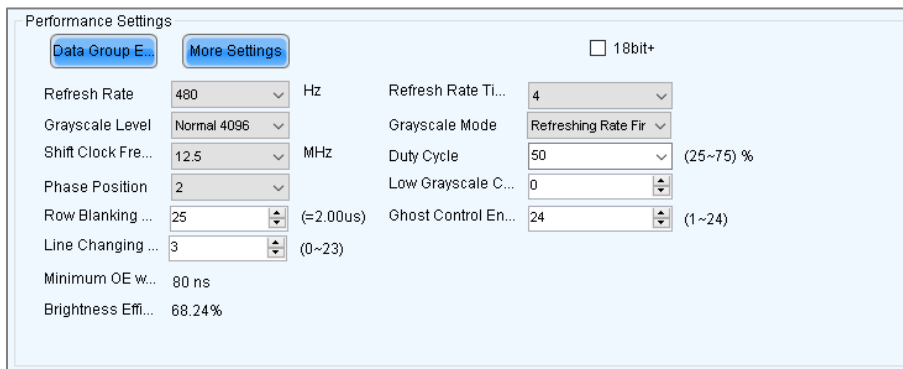 Performance Settings
Data Group E... More Settings 18bit+
Refresh Rate 480 Hz Refresh Rate Ti... 4
Grayscale Level Normal 4096 Grayscale Mode Refreshing Rate Fir
Shift Clock Fre... 12.5 MHz Duty Cycle 50 (25~75) %
Phase Position 2 Low Grayscale C... 0
Row Blanking ... 25 (=2.00us) Ghost Control En... 24 (1~24)
Line Changing ... 3 (0~23)
Minimum OE w... 80 ns
Brightness Effi... 68.24%